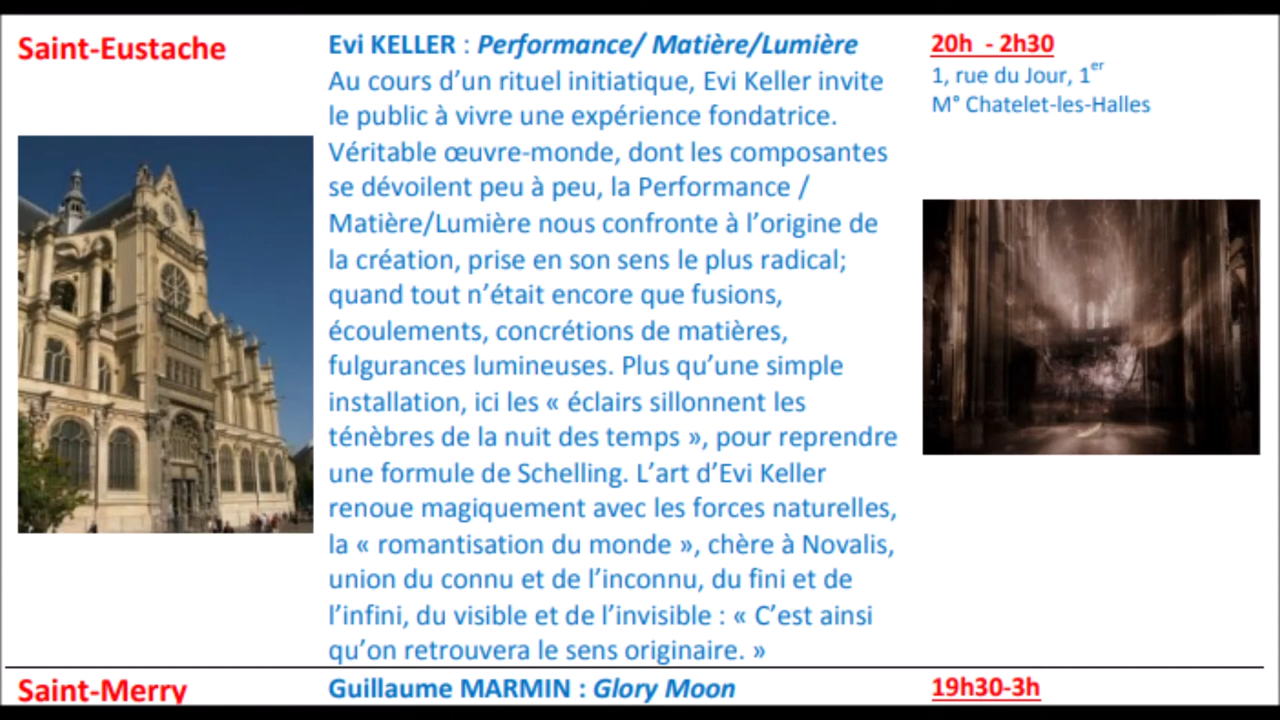 Saint-Eustache
Evi KELLER : Performance/ Matière/Lumière
Au cours d’un rituel initiatique, Evi Keller invite
le public à vivre une expérience fondatrice.
Véritable œuvre-monde, dont les composantes
se dévoilent peu à peu, la Performance /
Matière/Lumière nous confronte à l’origine de
la création, prise en son sens le plus radical;
quand tout n’était encore que fusions,
écoulements, concrétions de matières,
fulgurances lumineuses. Plus qu’une simple
installation, ici les « éclairs sillonnent les
ténèbres de la nuit des temps », pour reprendre
une formule de Schelling. L’art d’Evi Keller
renoue magiquement avec les forces naturelles,
la « romantisation du monde », chère à Novalis,
union du connu et de l’inconnu, du fini et de
l’infini, du visible et de l’invisible : « C’est ainsi
qu’on retrouvera le sens originaire. »
20h - 2h30
1, rue du Jour, 1er
M° Chatelet-les-Halles
Saint-Merry
Guillaume MARMIN : Glory Moon
19h30-3h